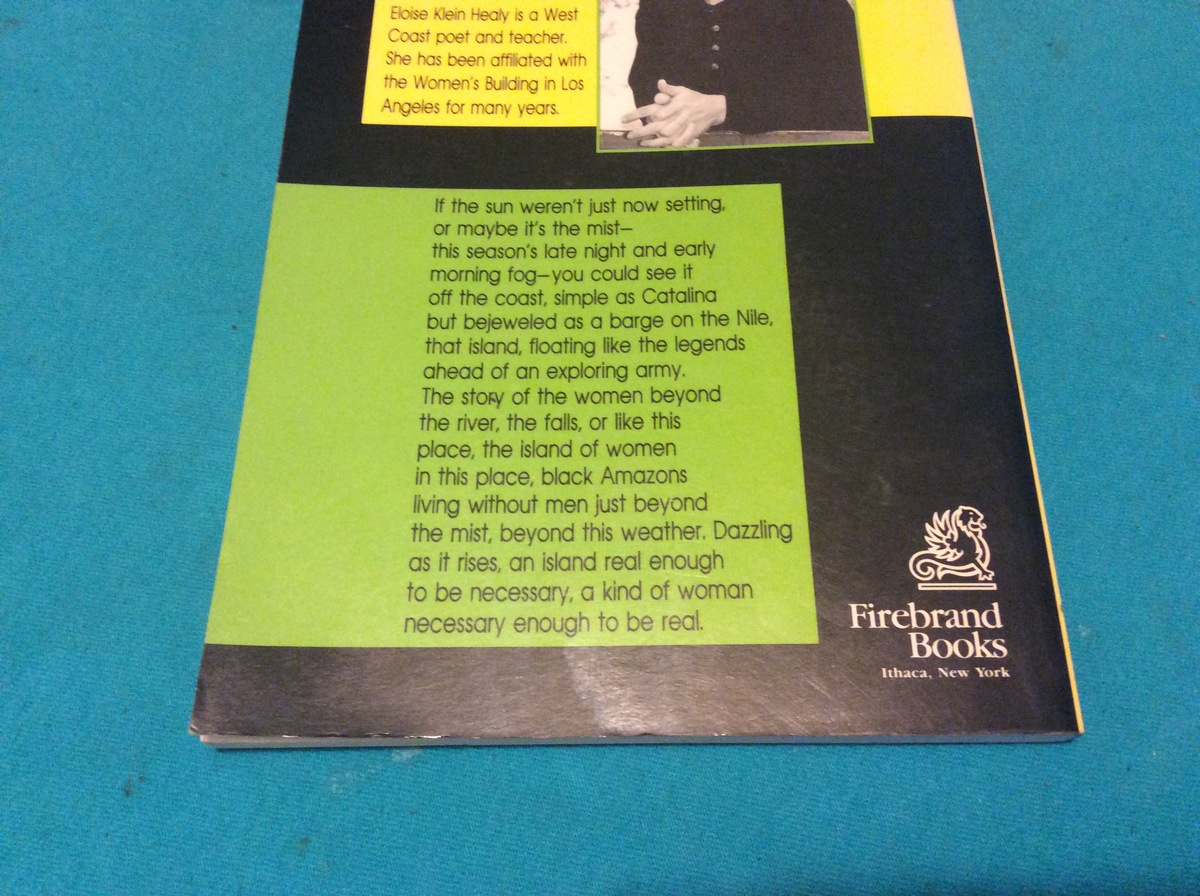 Eloise Klein Healy is a West
Coast poet and teacher.
She has been affiliated with
the Women's Building in Los
Angeles for many years.
If the sun weren't just now setting,
or maybe it's the mist—
this season's late night and early
morning fog—you could see it
off the coast, simple as Catalina
but bejeweled as a barge on the Nile,
that island, floating like the legends
ahead of an exploring army.
The story of the women beyond
the river, the falls, or like this
place, the island of women
in this place, black Amazons
living without men just beyond
the mist, beyond this weather. Dazzling
as it rises, an island real enough
to be necessary, a kind of woman
necessary enough to be real.
Firebrand
Books
Ithaca, New York